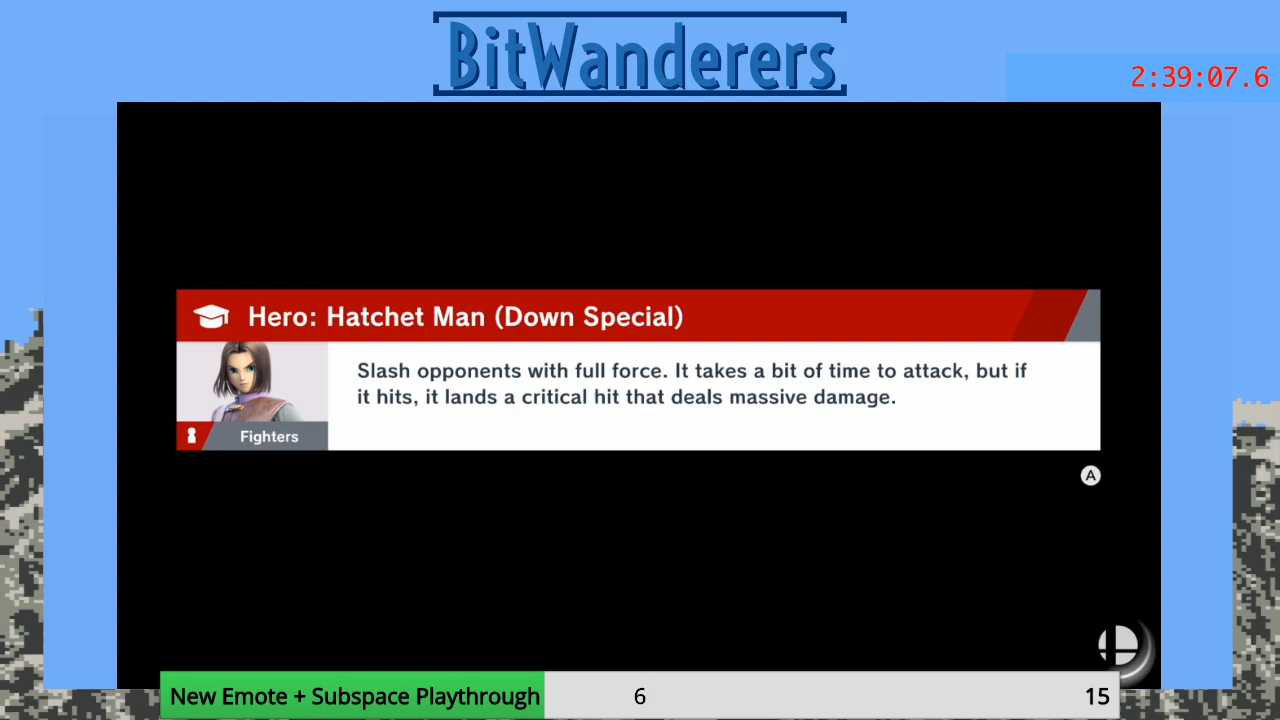 BitWanderers
2:39:07.6
Hero: Hatchet Man (Down Special)
Slash opponents with full force. It takes a bit of time to attack, but if
it hits, it lands a critical hit that deals massive damage.
Fighters
A
New Emote + Subspace Playthrough 6 15